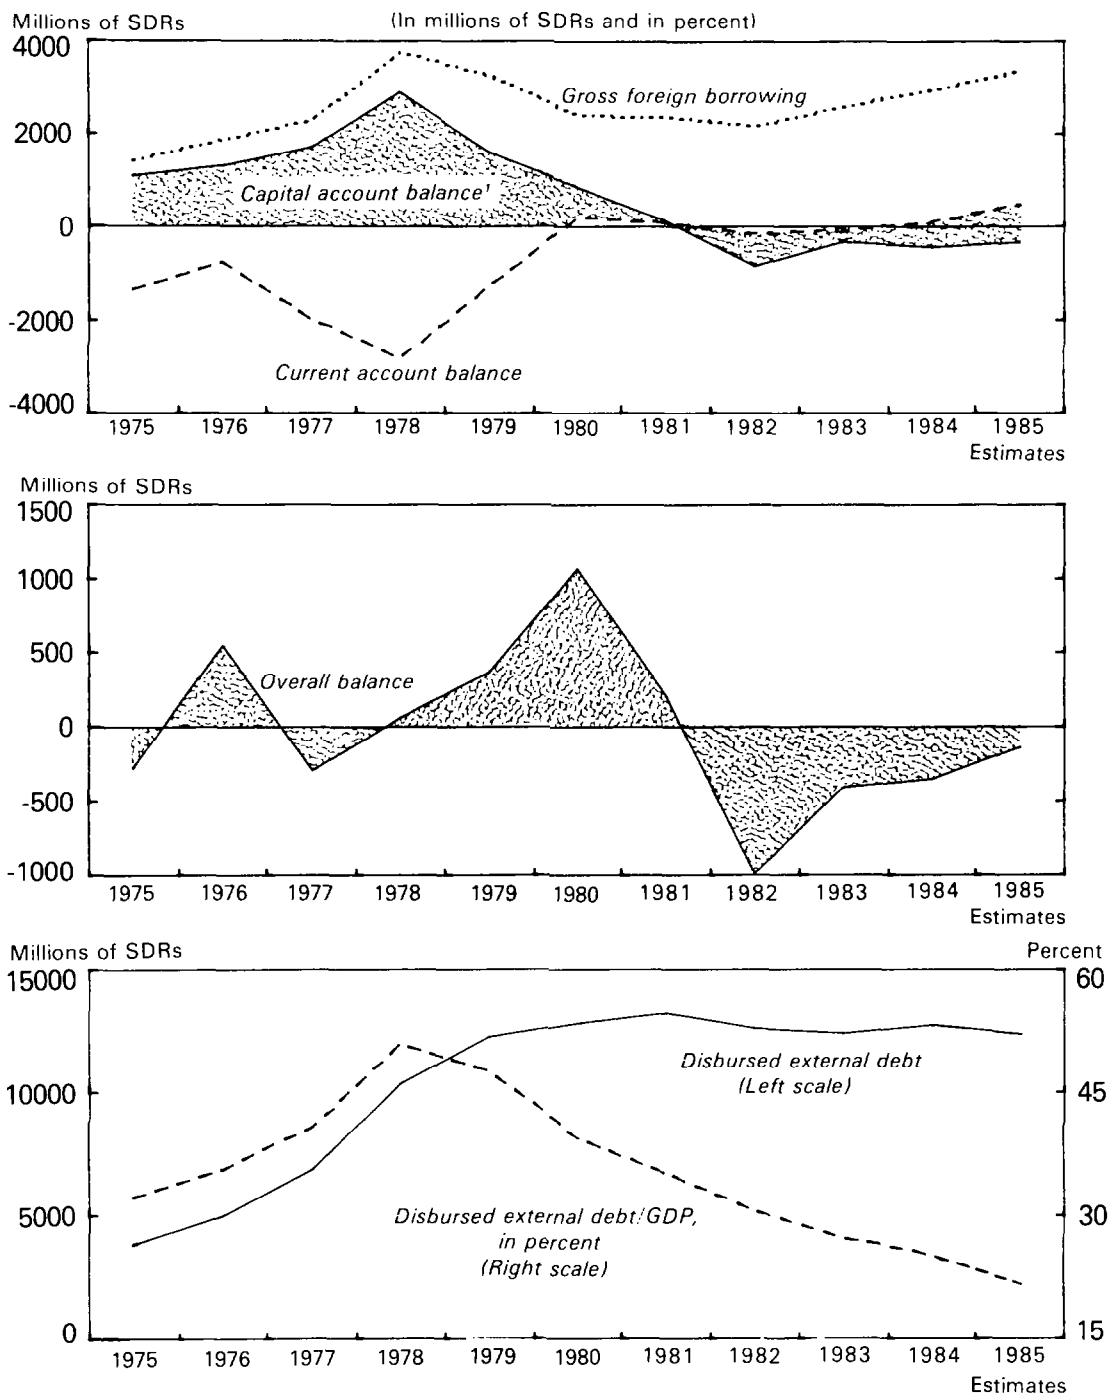 Millions of SDRs (In millions of SDRs and in percent)
4000
Gross foreign borrowing
2000
Capital account balance¹
0
-2000
Current account balance
-4000
1975 1976 1977 1978 1979 1980 1981 1982 1983 1984 1985
Estimates
Millions of SDRs
1500
1000
500
Overall balance
0
-500
-1000
1975 1976 1977 1978 1979 1980 1981 1982 1983 1984 1985
Estimates
Millions of SDRs Percent
15000 60
Disbursed external debt
(Left scale)
10000 45
5000 30
Disbursed external debt/GDP,
in percent
(Right scale)
0 15
1975 1976 1977 1978 1979 1980 1981 1982 1983 1984 1985
Estimates